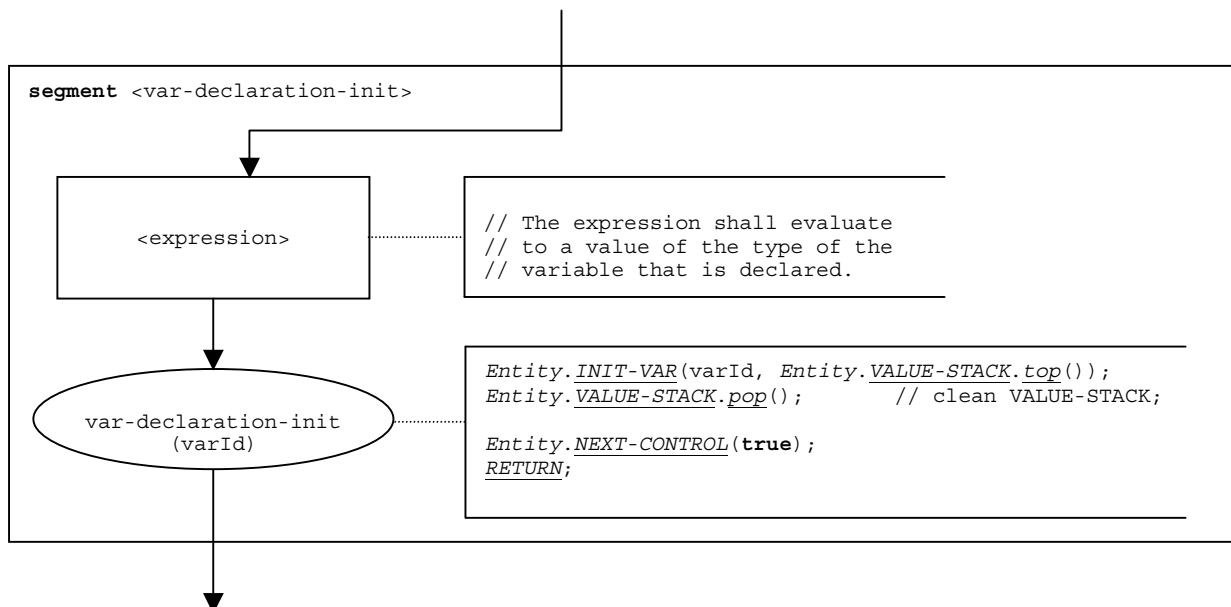 segment <var-declaration-init>
<expression>
// The expression shall evaluate
// to a value of the type of the
// variable that is declared.
var-declaration-init
(varId)
Entity.INIT-VAR(varId, Entity.VALUE-STACK.top());
Entity.VALUE-STACK.pop(); // clean VALUE-STACK;
Entity.NEXT-CONTROL(true);
RETURN;